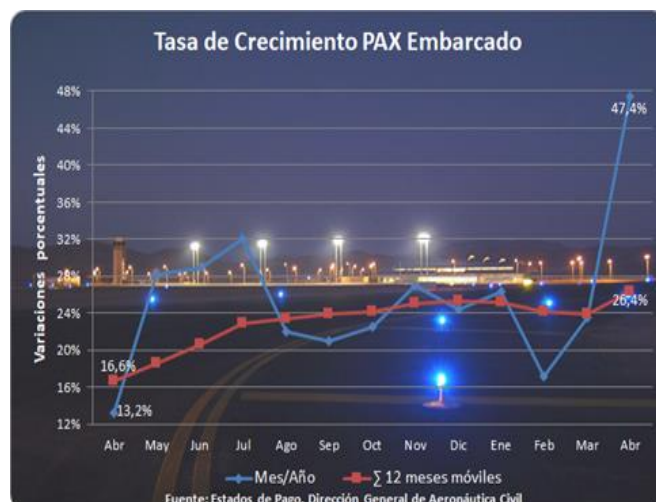 Tasa de Crecimiento PAX Embarcado
Variaciones porcentuales
48%
44%
40%
36%
32%
28%
24%
20%
16%
12%
47,4%
26,4%
16,6%
13,2%
Abr May Jun Jul Ago Sep Oct Nov Dic Ene Feb Mar Abr
Mes/Año ∑ 12 meses móviles
Fuente: Estados de Pago, Dirección General de Aeronáutica Civil